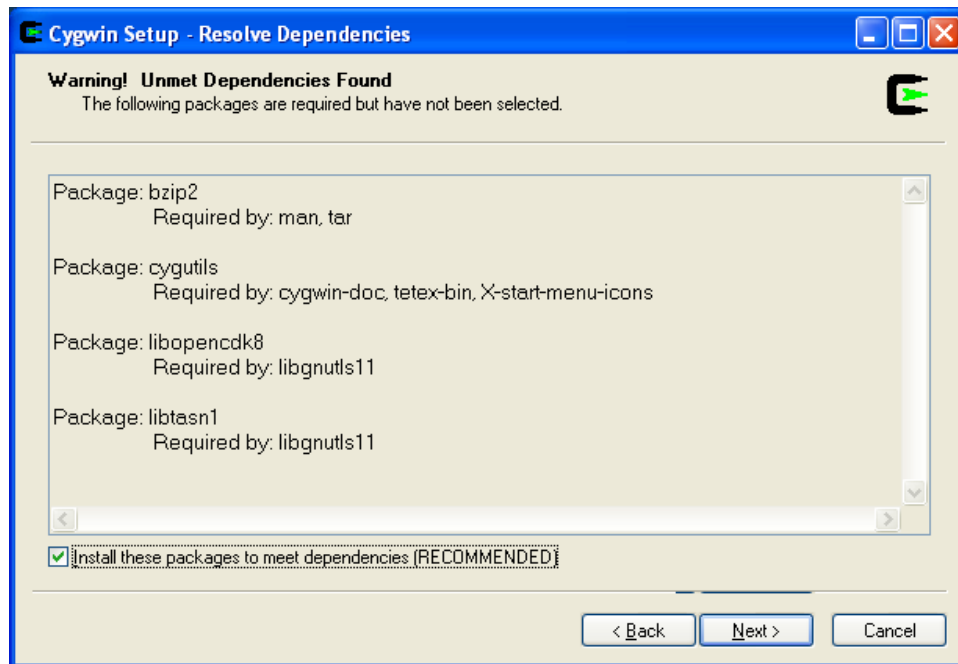 Cygwin Setup - Resolve Dependencies
Warning! Unmet Dependencies Found
The following packages are required but have not been selected.
Package: bzip2
Required by: man, tar
Package: cygutils
Required by: cygwin-doc, tetex-bin, X-start-menu-icons
Package: libopencdk8
Required by: libgnutls11
Package: libtasn1
Required by: libgnutls11
Install these packages to meet dependencies (RECOMMENDED)
< Back Next > Cancel